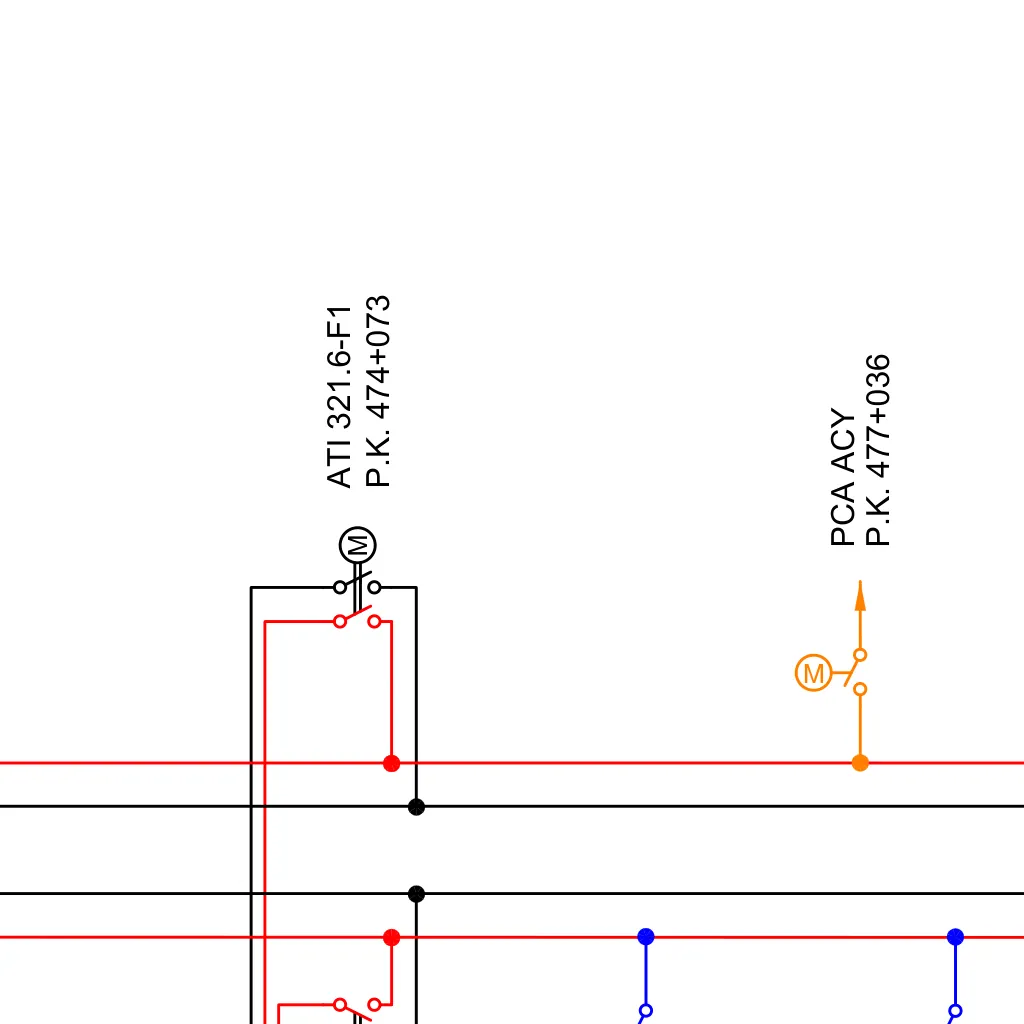 ATI 321.6-F1
P.K. 474+073
M
PCA ACY
P.K. 477+036
M